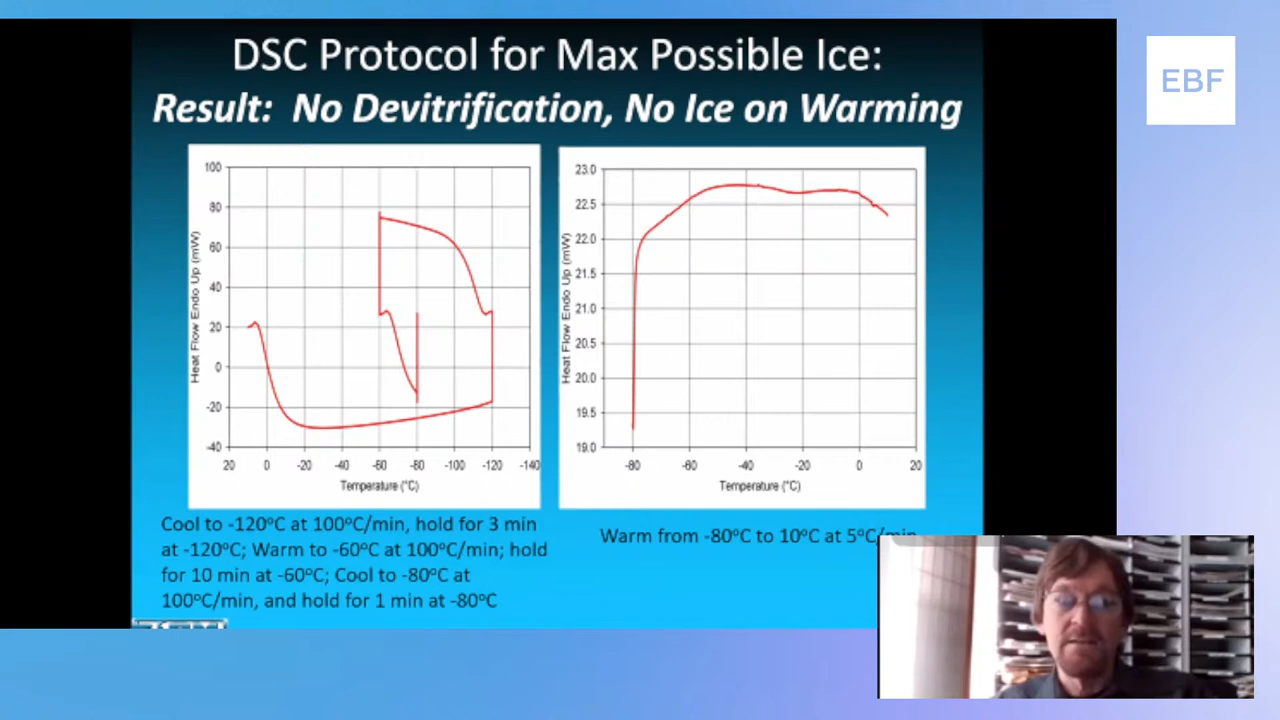 DSC Protocol for Max Possible Ice:
Result: No Devitrification, No Ice on Warming
EBF
100
80
60
40
20
0
-20
-40
20
0
-20
-40
-60
-80
-100
-120
-140
Heat Flow Endo Up (mW)
Temperature (°C)
23.0
22.5
22.0
21.5
21.0
20.5
20.0
19.5
19.0
-80
-60
-40
-20
0
20
Heat Flow Endo Up (mW)
Temperature (°C)
Cool to -120°C at 100°C/min, hold for 3 min
at -120°C; Warm to -60°C at 100°C/min; hold
for 10 min at -60°C; Cool to -80°C at
100°C/min, and hold for 1 min at -80°C
Warm from -80°C to 10°C at 5°C/min